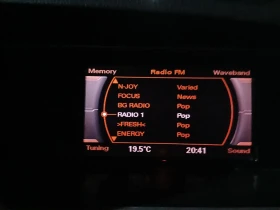 Memory Radio FM Waveband
N-JOY Varied
FOCUS News
BG RADIO Pop
RADIO 1 Pop
>FRESH< Pop
ENERGY Pop
Tuning 19.5°C 20:41 Sound